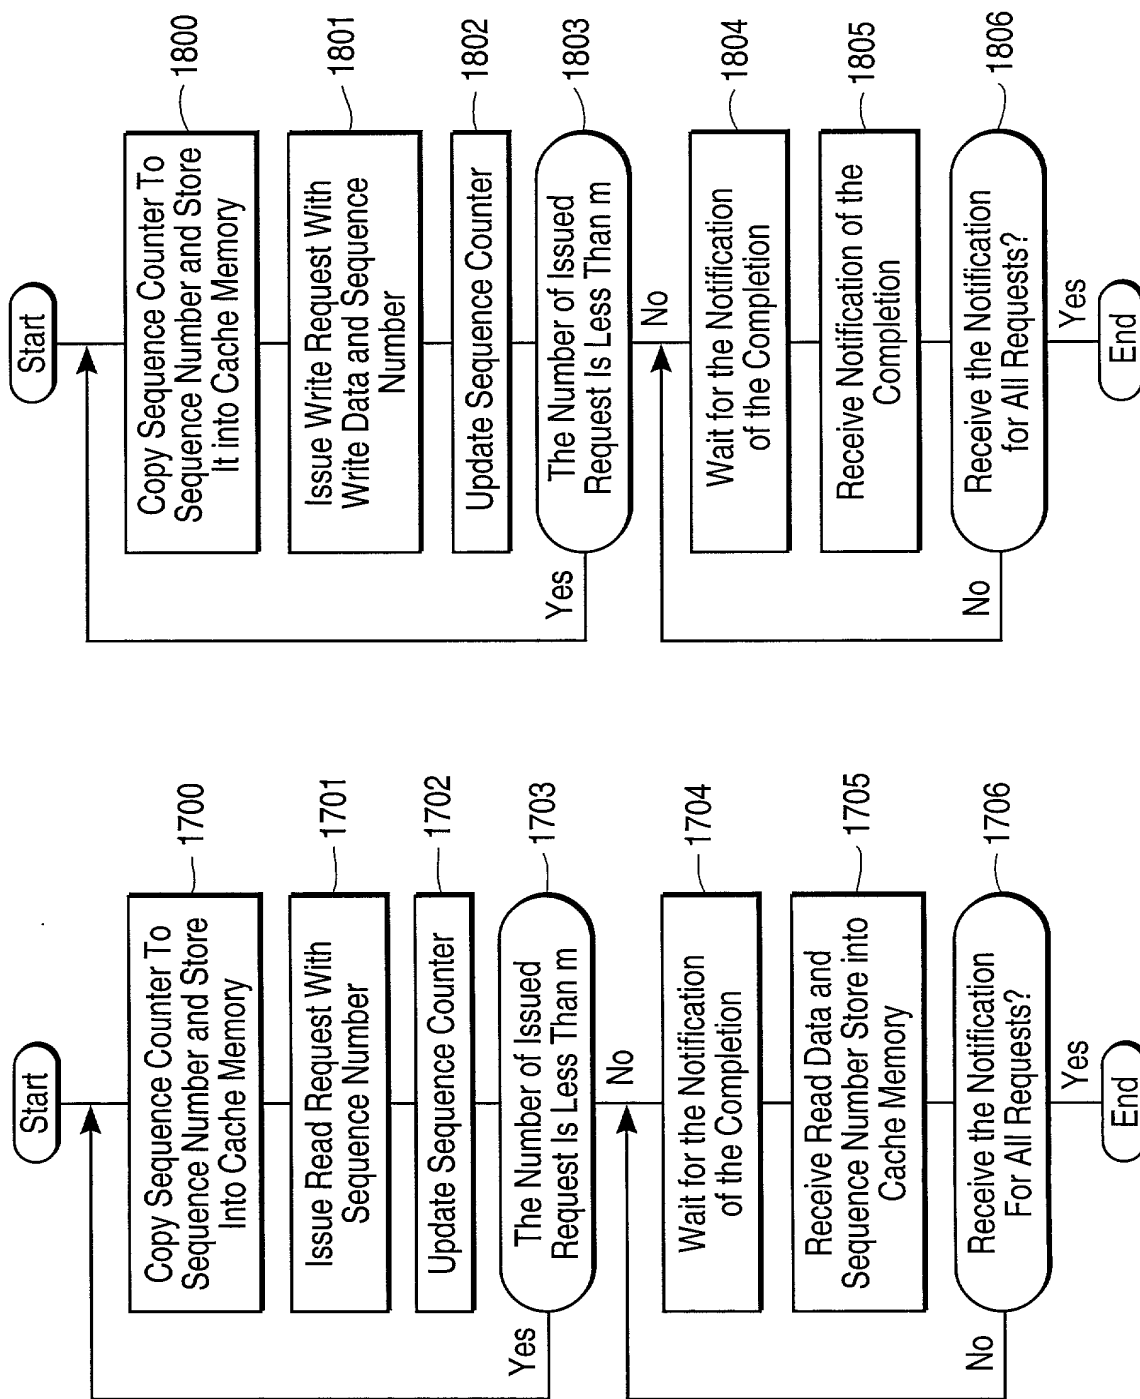 Start
Copy Sequence Counter To
Sequence Number and Store
Into Cache Memory
1700
Issue Read Request With
Sequence Number
1701
Update Sequence Counter
1702
The Number of Issued
Request Is Less Than m
1703
Yes
No
Wait for the Notification
of the Completion
1704
Receive Read Data and
Sequence Number Store into
Cache Memory
1705
Receive the Notification
For All Requests?
1706
No
Yes
End
Start
Copy Sequence Counter To
Sequence Number and Store
It into Cache Memory
1800
Issue Write Request With
Write Data and Sequence
Number
1801
Update Sequence Counter
1802
The Number of Issued
Request Is Less Than m
1803
Yes
No
Wait for the Notification
of the Completion
1804
Receive Notification of the
Completion
1805
Receive the Notification
for All Requests?
1806
No
Yes
End